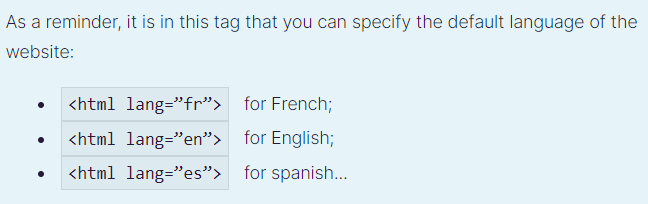 As a reminder, it is in this tag that you can specify the default language of the
website:
• <html lang=”fr”> for French;
• <html lang=”en”> for English;
• <html lang=”es”> for spanish...